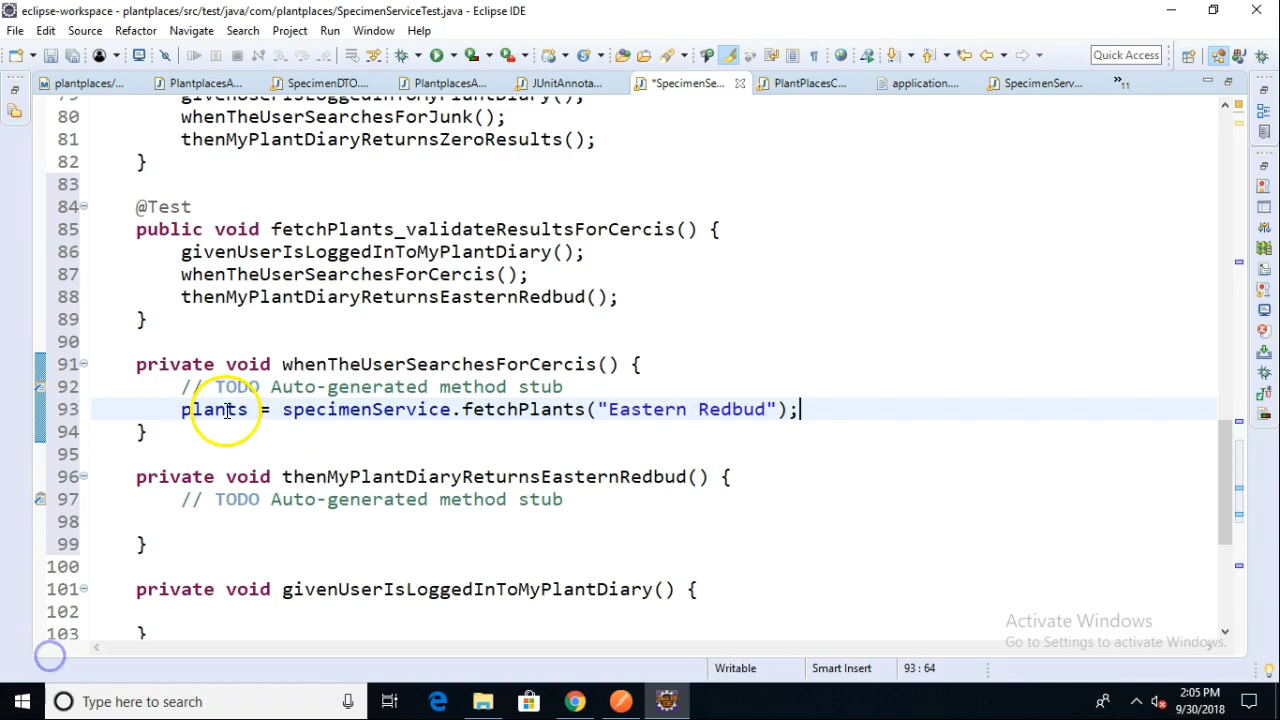 eclipse-workspace - plantplaces/src/test/java/com/plantplaces/SpecimenServiceTest.java - Eclipse IDE
File Edit Source Refactor Navigate Search Project Run Window Help
Quick Access
plantplaces/... PlantplacesA... SpecimenDTO.... PlantplacesA... JUnitAnnota... *SpecimenSe... PlantPlacesC... application.... SpecimenServ... »11
79 givenUserIsLoggedInToMyPlantDiary();
80 whenTheUserSearchesForJunk();
81 thenMyPlantDiaryReturnsZeroResults();
82 }
83
84 @Test
85 public void fetchPlants_validateResultsForCercis() {
86 givenUserIsLoggedInToMyPlantDiary();
87 whenTheUserSearchesForCercis();
88 thenMyPlantDiaryReturnsEasternRedbud();
89 }
90
91 private void whenTheUserSearchesForCercis() {
92 // TODO Auto-generated method stub
93 plants = specimenService.fetchPlants("Eastern Redbud");
94 }
95
96 private void thenMyPlantDiaryReturnsEasternRedbud() {
97 // TODO Auto-generated method stub
98
99 }
100
101 private void givenUserIsLoggedInToMyPlantDiary() {
102
103 }
Activate Windows
Go to Settings to activate Windows.
Writable Smart Insert 93 : 64
Type here to search
2:05 PM
9/30/2018